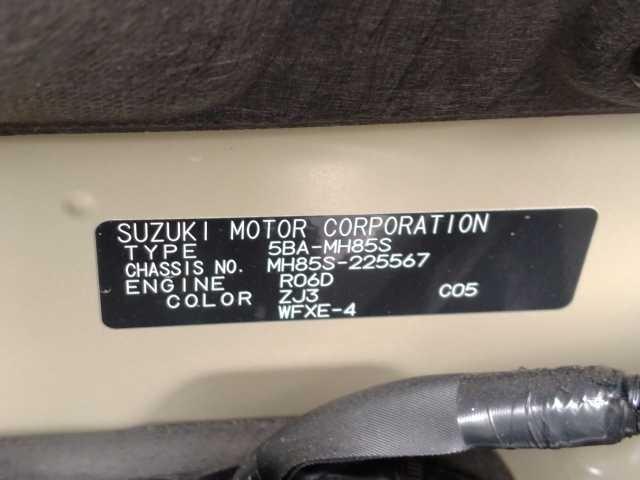 SUZUKI MOTOR CORPORATION
TYPE 5BA-MH85S
CHASSIS NO. MH85S-225567
ENGINE R06D
COLOR ZJ3 C05
WFXE-4